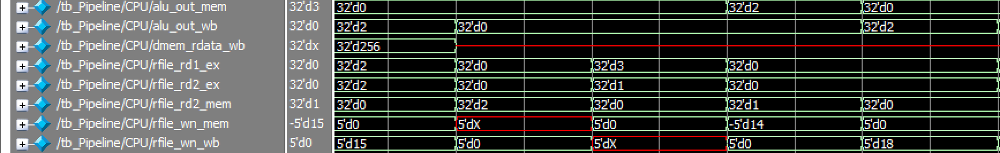 /tb_Pipeline/CPU/alu_out_mem 32'd3 32'd0 32'd2 32'd0
/tb_Pipeline/CPU/alu_out_wb 32'd0 32'd2 32'd0 32'd2
/tb_Pipeline/CPU/dmem_rdata_wb 32'dx 32'd256
/tb_Pipeline/CPU/rfile_rd1_ex 32'd0 32'd2 32'd0 32'd3 32'd0
/tb_Pipeline/CPU/rfile_rd2_ex 32'd0 32'd2 32'd0 32'd1 32'd0
/tb_Pipeline/CPU/rfile_rd2_mem 32'd1 32'd0 32'd2 32'd0 32'd1 32'd0
/tb_Pipeline/CPU/rfile_wn_mem -5'd15 5'd0 5'dX 5'd0 -5'd14 5'd0
/tb_Pipeline/CPU/rfile_wn_wb 5'd0 5'd15 5'd0 5'dX 5'd0 5'd18